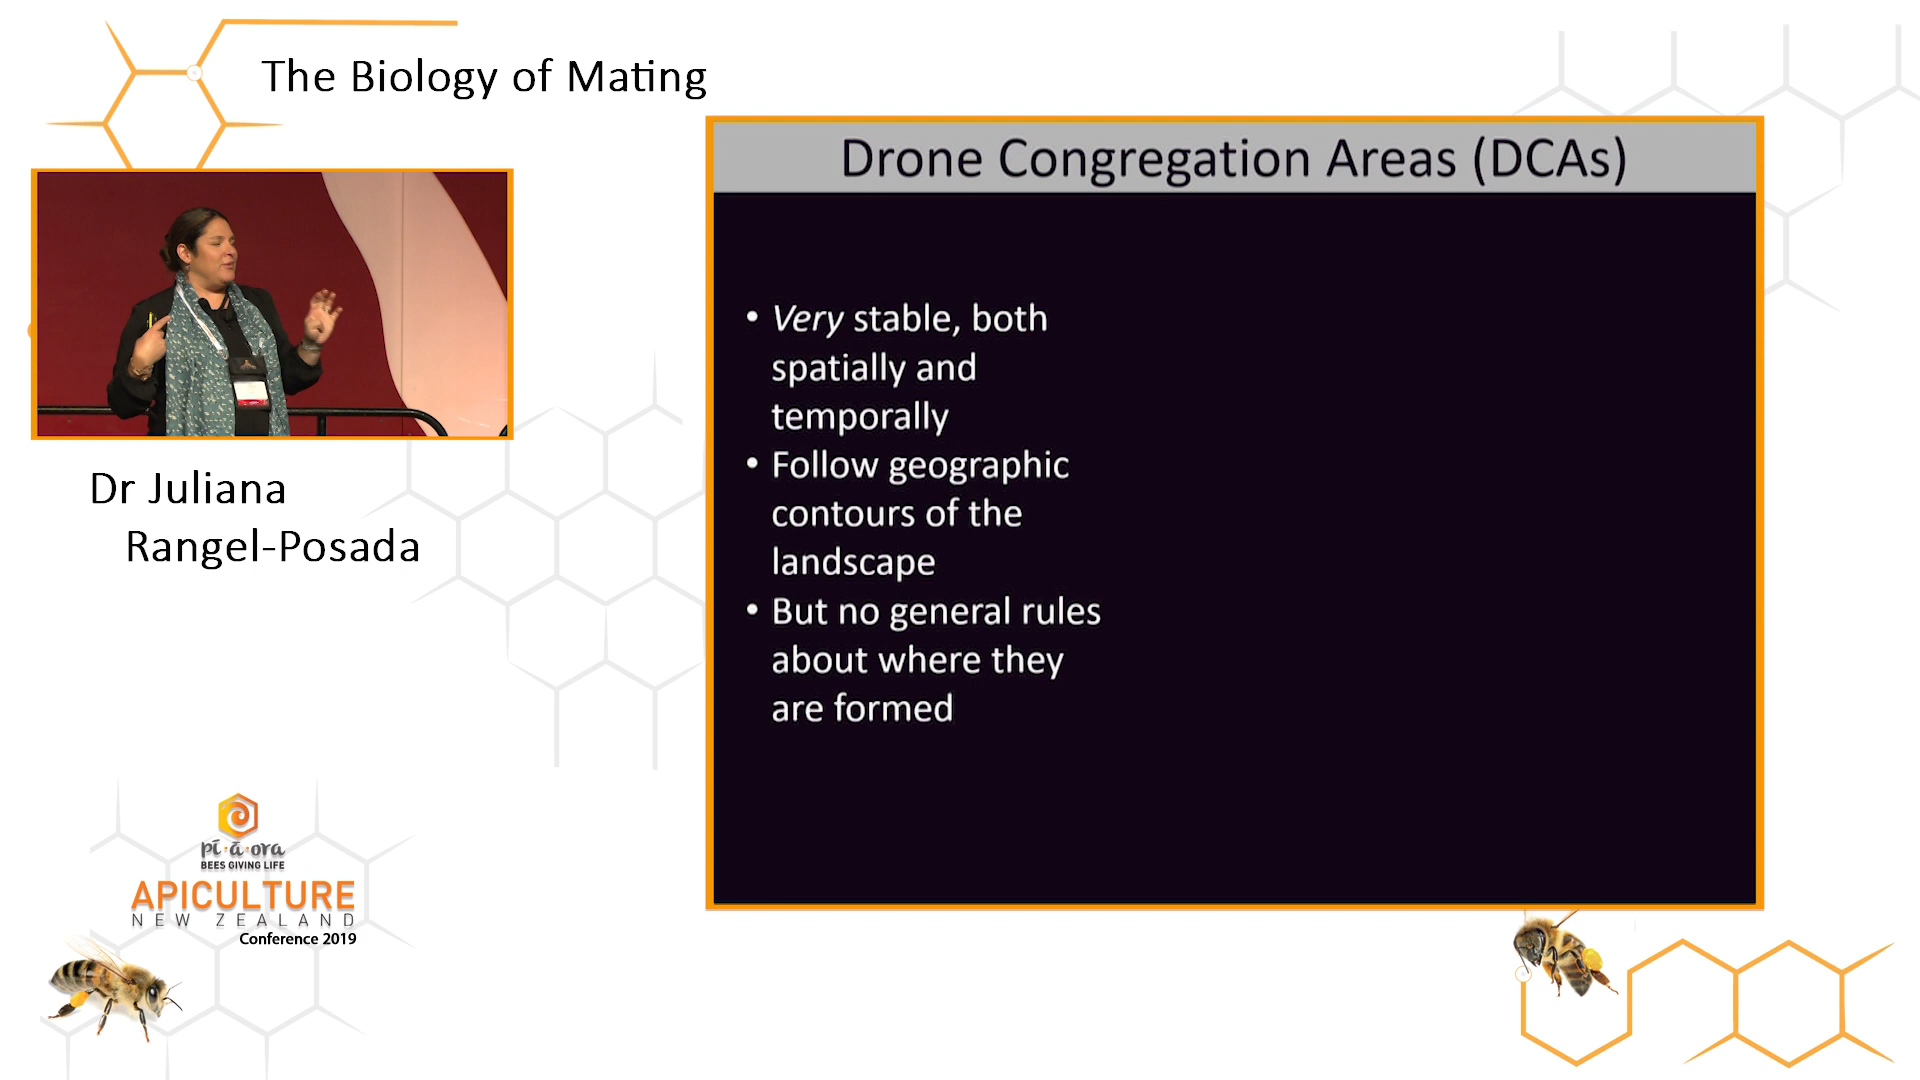 The Biology of Mating
Drone Congregation Areas (DCAs)
• Very stable, both
spatially and
temporally
• Follow geographic
contours of the
landscape
• But no general rules
about where they
are formed
Dr Juliana
Rangel-Posada
pī·ā·ora
BEES GIVING LIFE
APICULTURE
NEW ZEALAND
Conference 2019